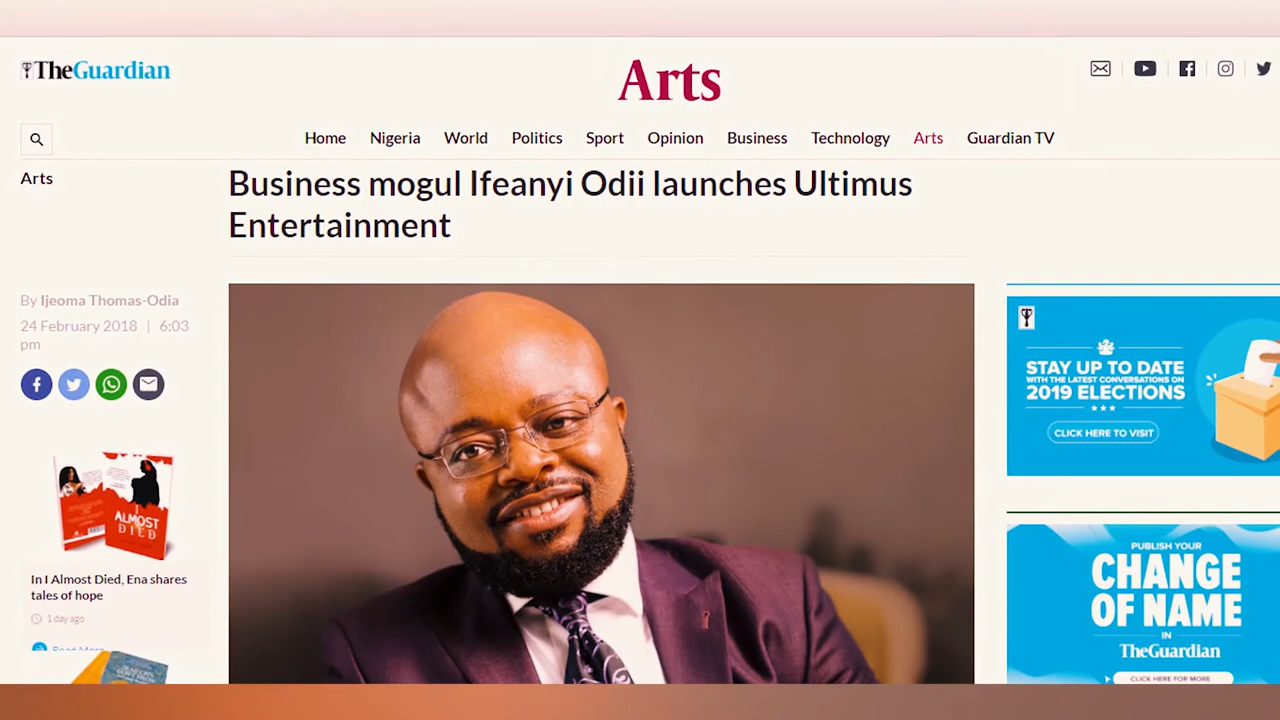 TheGuardian
Arts
Home Nigeria World Politics Sport Opinion Business Technology Arts Guardian TV
Arts
Business mogul Ifeanyi Odii launches Ultimus
Entertainment
By Ijeoma Thomas-Odia
24 February 2018 | 6:03
pm
I ALMOST
DIED
In I Almost Died, Ena shares
tales of hope
1 day ago
Read More
STAY UP TO DATE
WITH THE LATEST CONVERSATIONS ON
2019 ELECTIONS
CLICK HERE TO VISIT
PUBLISH YOUR
CHANGE
OF NAME
IN
TheGuardian
CLICK HERE FOR MORE